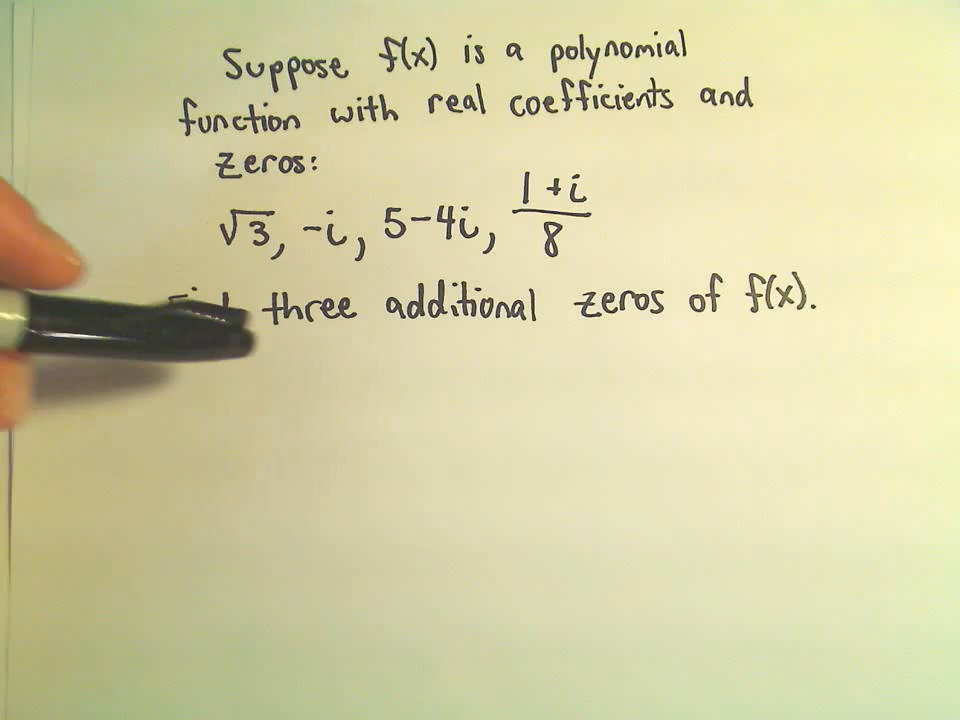 Suppose f(x) is a polynomial
function with real coefficients and
zeros:
√3, -i, 5-4i, (1+i)/8
three additional zeros of f(x).